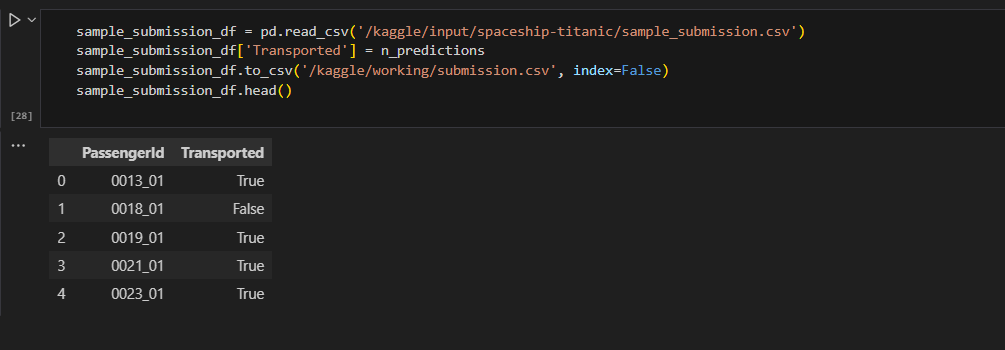 sample_submission_df = pd.read_csv('/kaggle/input/spaceship-titanic/sample_submission.csv')
sample_submission_df['Transported'] = n_predictions
sample_submission_df.to_csv('/kaggle/working/submission.csv', index=False)
sample_submission_df.head()
[28]
...
PassengerId Transported
0 0013_01 True
1 0018_01 False
2 0019_01 True
3 0021_01 True
4 0023_01 True